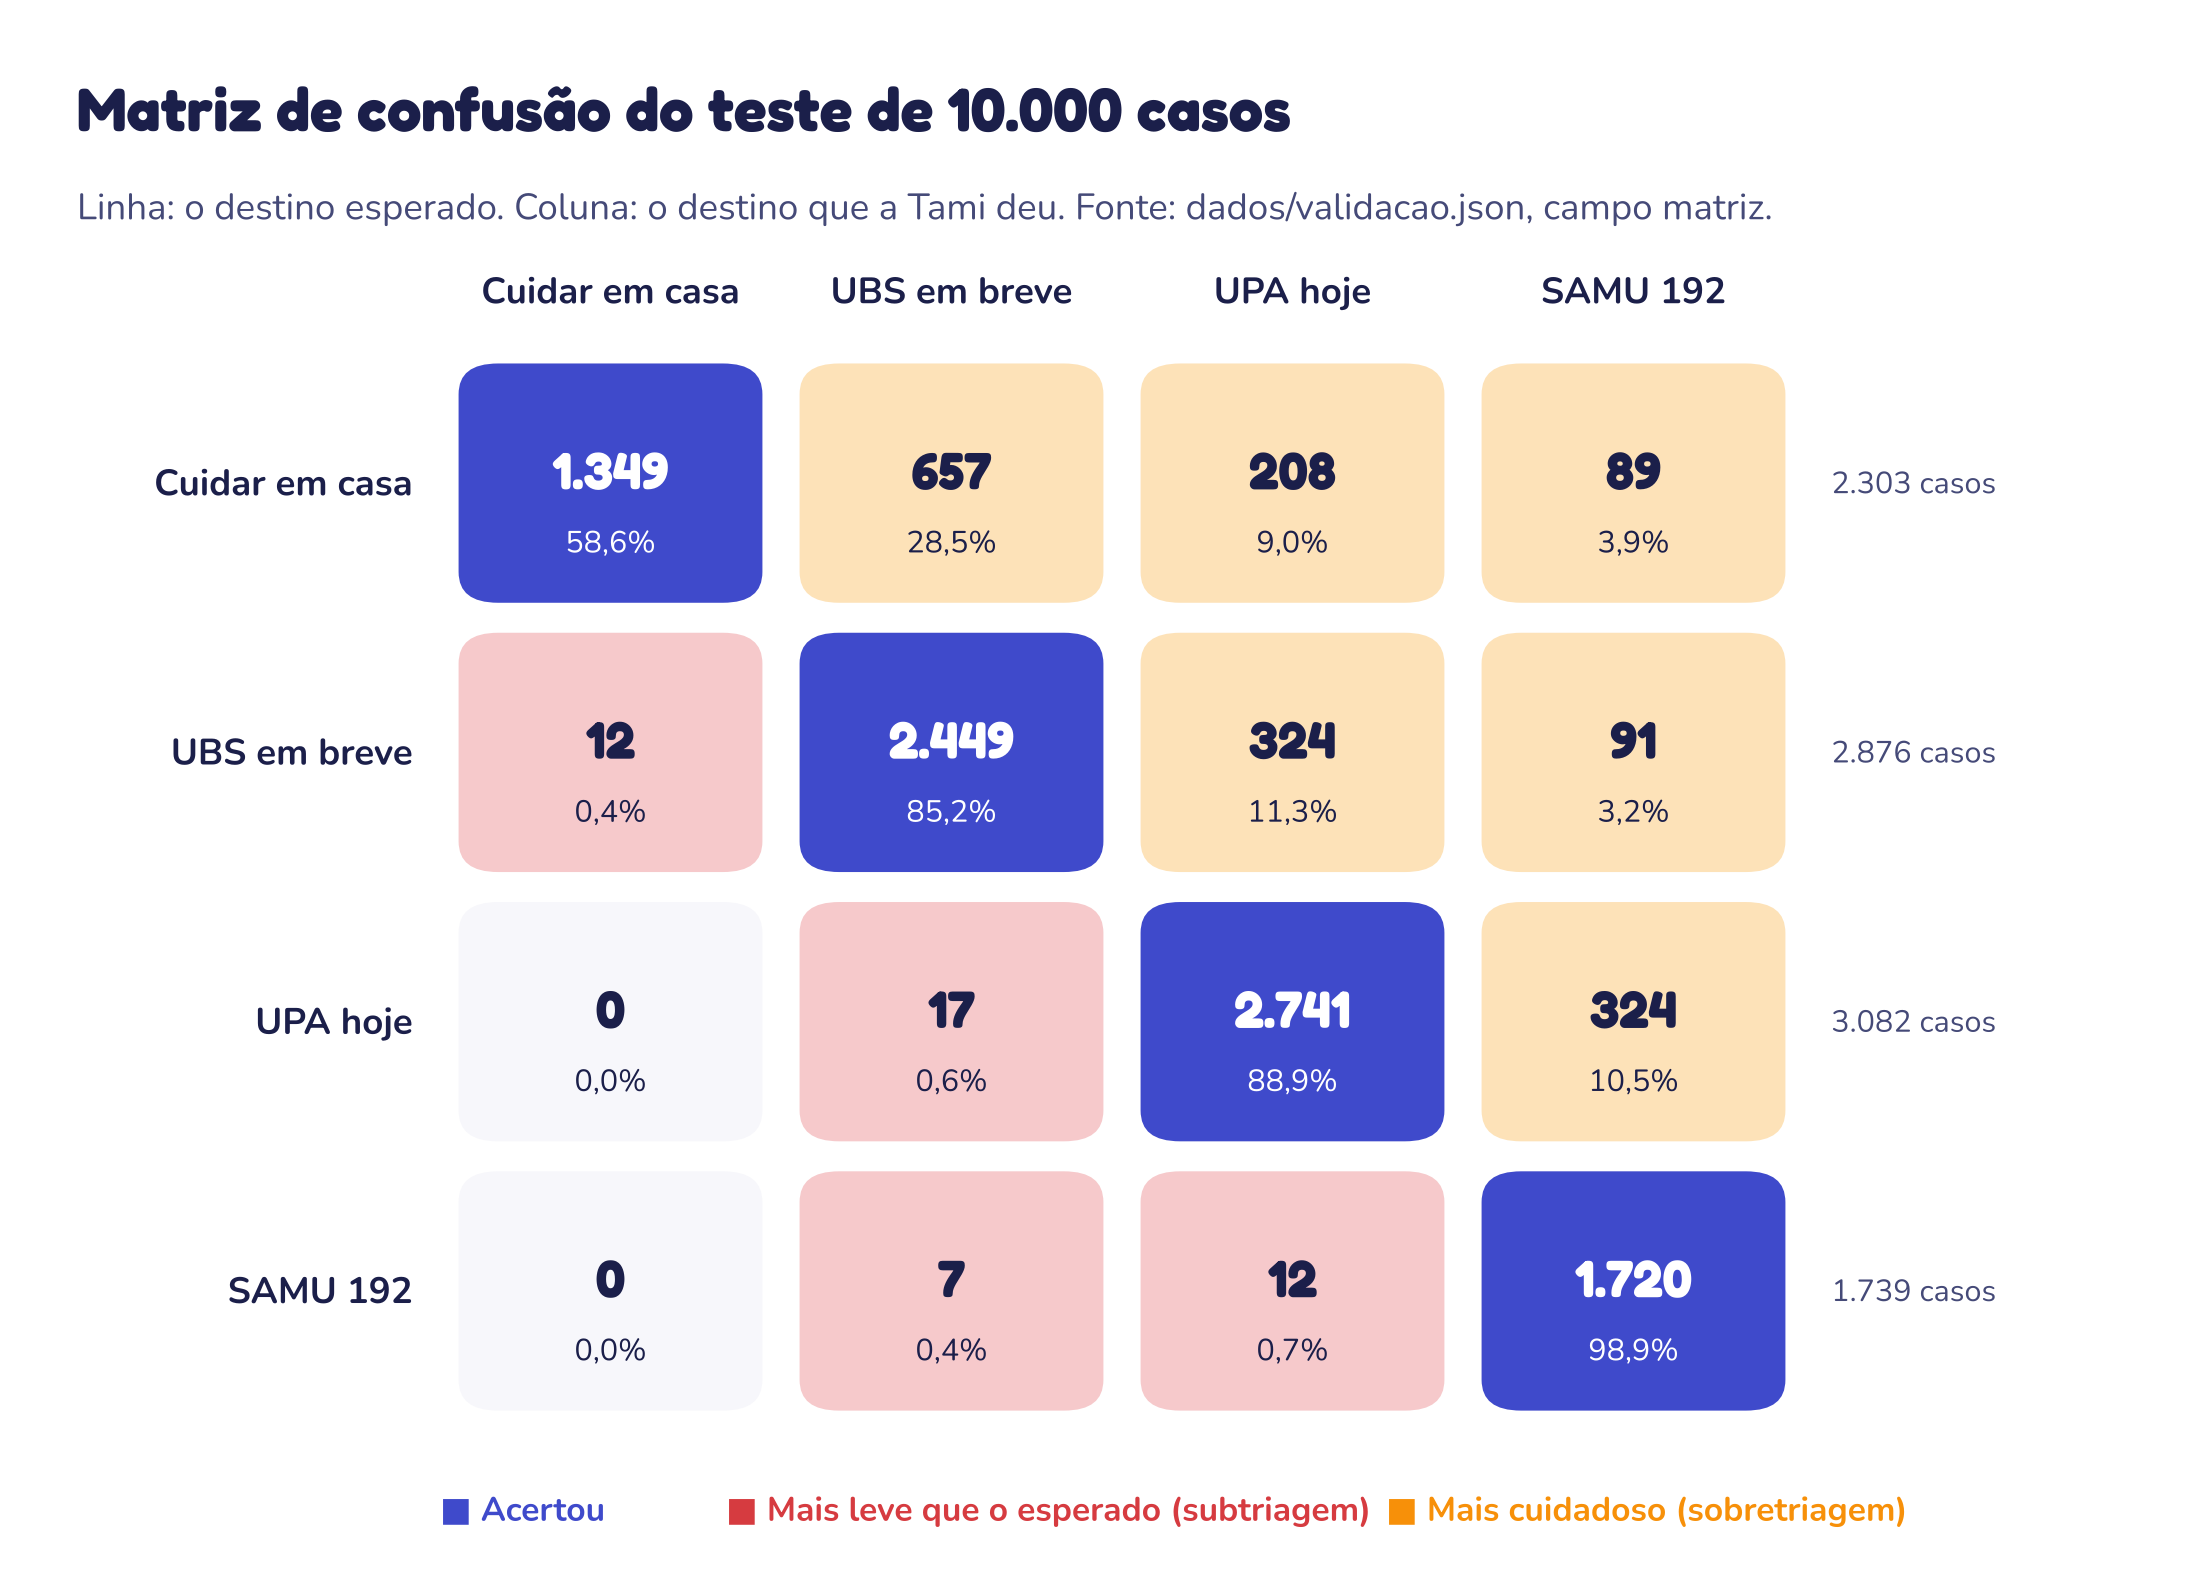 Matriz de confusão do teste de 10.000 casos
Linha: o destino esperado. Coluna: o destino que a Tami deu. Fonte: dados/validacao.json, campo matriz.
Cuidar em casa UBS em breve UPA hoje SAMU 192
Cuidar em casa 1.349 657 208 89 2.303 casos
58,6% 28,5% 9,0% 3,9%
UBS em breve 12 2.449 324 91 2.876 casos
0,4% 85,2% 11,3% 3,2%
UPA hoje 0 17 2.741 324 3.082 casos
0,0% 0,6% 88,9% 10,5%
SAMU 192 0 7 12 1.720 1.739 casos
0,0% 0,4% 0,7% 98,9%
Acertou Mais leve que o esperado (subtriagem) Mais cuidadoso (sobretriagem)